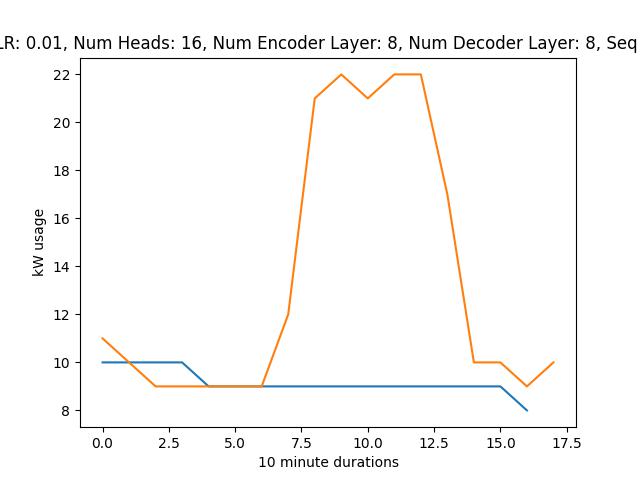 LR: 0.01, Num Heads: 16, Num Encoder Layer: 8, Num Decoder Layer: 8, Seq
22
20
18
16
14
12
10
8
kW usage
0.0 2.5 5.0 7.5 10.0 12.5 15.0 17.5
10 minute durations